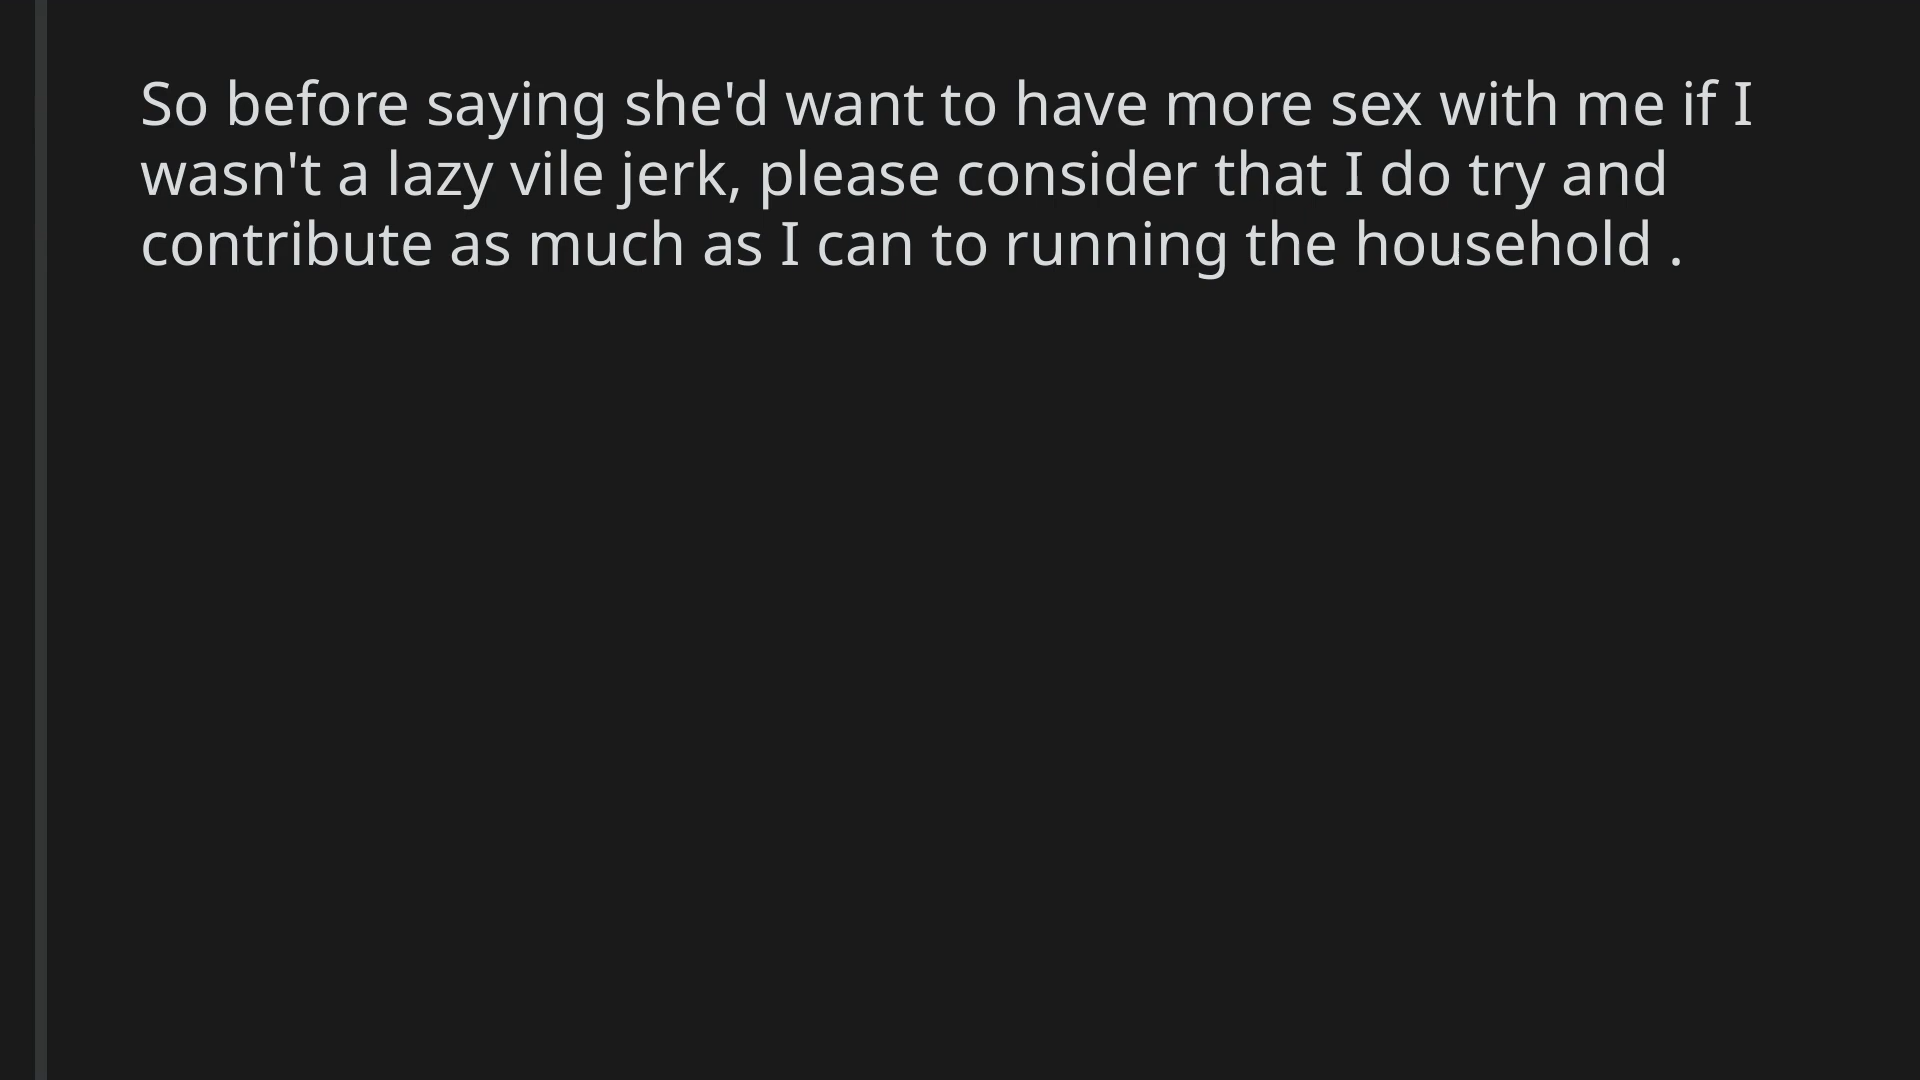 So before saying she'd want to have more sex with me if I
wasn't a lazy vile jerk, please consider that I do try and
contribute as much as I can to running the household .